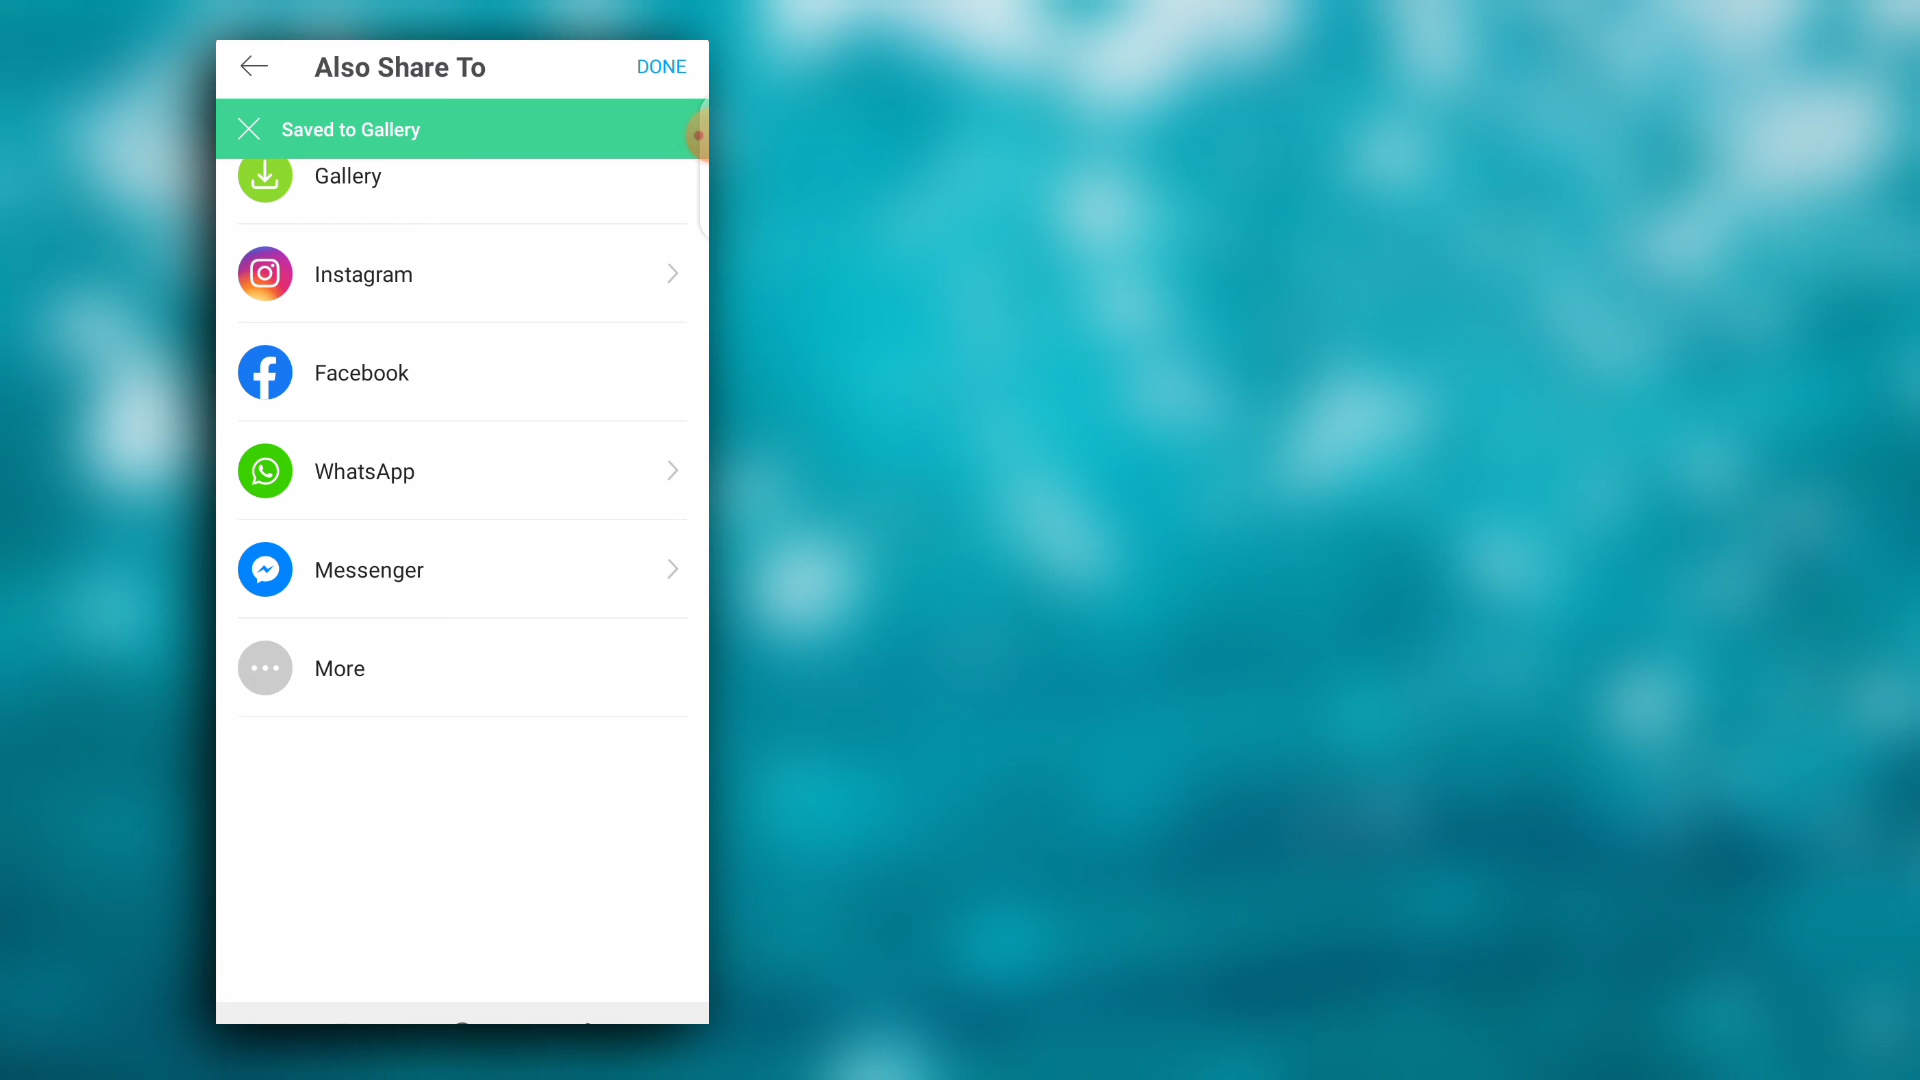 Also Share To
DONE
Saved to Gallery
Gallery
Instagram
Facebook
WhatsApp
Messenger
More